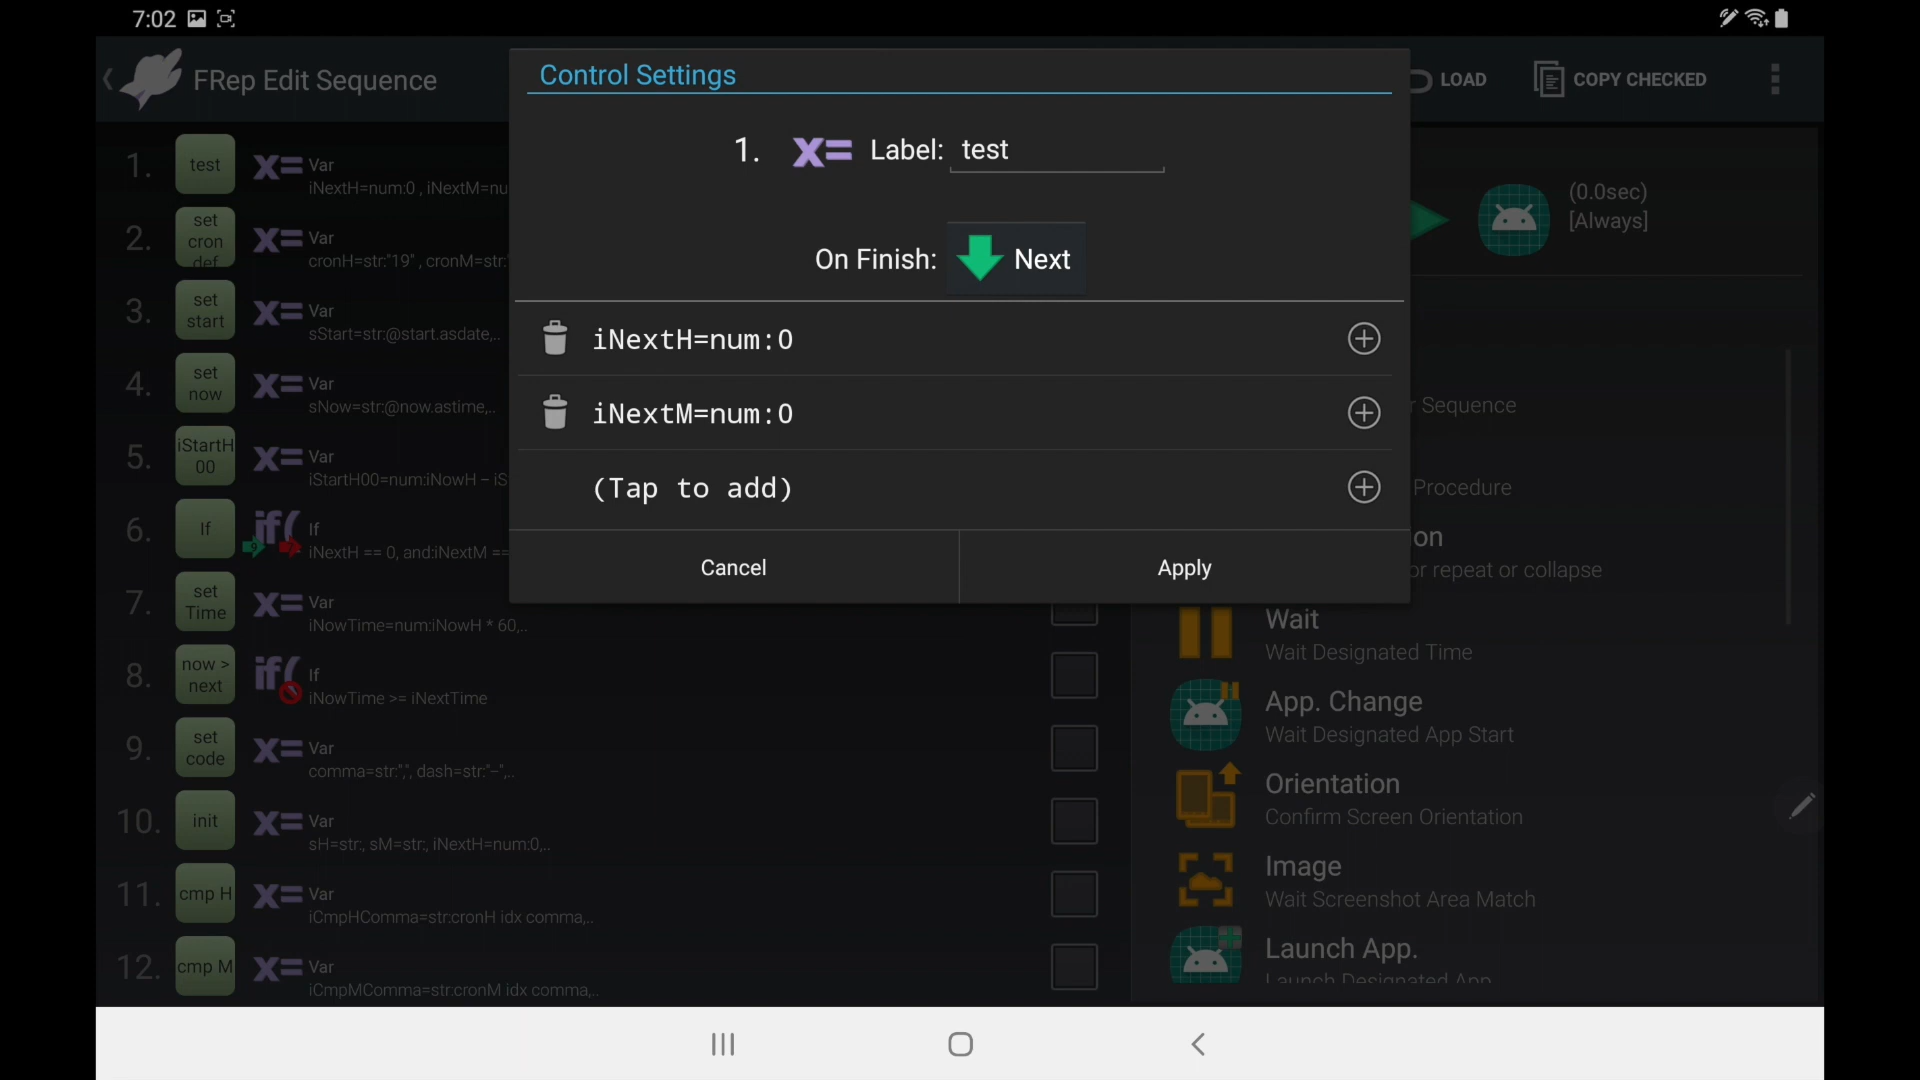 7:02
FRep Edit Sequence
LOAD
COPY CHECKED
Control Settings
1. x= Label: test
On Finish: Next
iNextH=num:0
iNextM=num:0
(Tap to add)
Cancel
Apply
1. test x= Var
iNextH=num:0 , iNextM=nu
2. set cron def x= Var
cronH=str:"19" , cronM=str:"
3. set start x= Var
sStart=str:@start.asdate,..
4. set now x= Var
sNow=str:@now.astime,..
5. iStartH 00 x= Var
iStartH00=num:iNowH – iS
6. If if( If
iNextH == 0, and:iNextM ==
7. set Time x= Var
iNowTime=num:iNowH * 60,..
8. now > next if( If
iNowTime >= iNextTime
9. set code x= Var
comma=str:",", dash=str:"–",..
10. init x= Var
sH=str:, sM=str:, iNextH=num:0,..
11. cmp H x= Var
iCmpHComma=str:cronH idx comma,..
12. cmp M x= Var
iCmpMComma=str:cronM idx comma,..
(0.0sec)
[Always]
r Sequence
Procedure
on
or repeat or collapse
Wait
Wait Designated Time
App. Change
Wait Designated App Start
Orientation
Confirm Screen Orientation
Image
Wait Screenshot Area Match
Launch App.
Launch Designated App